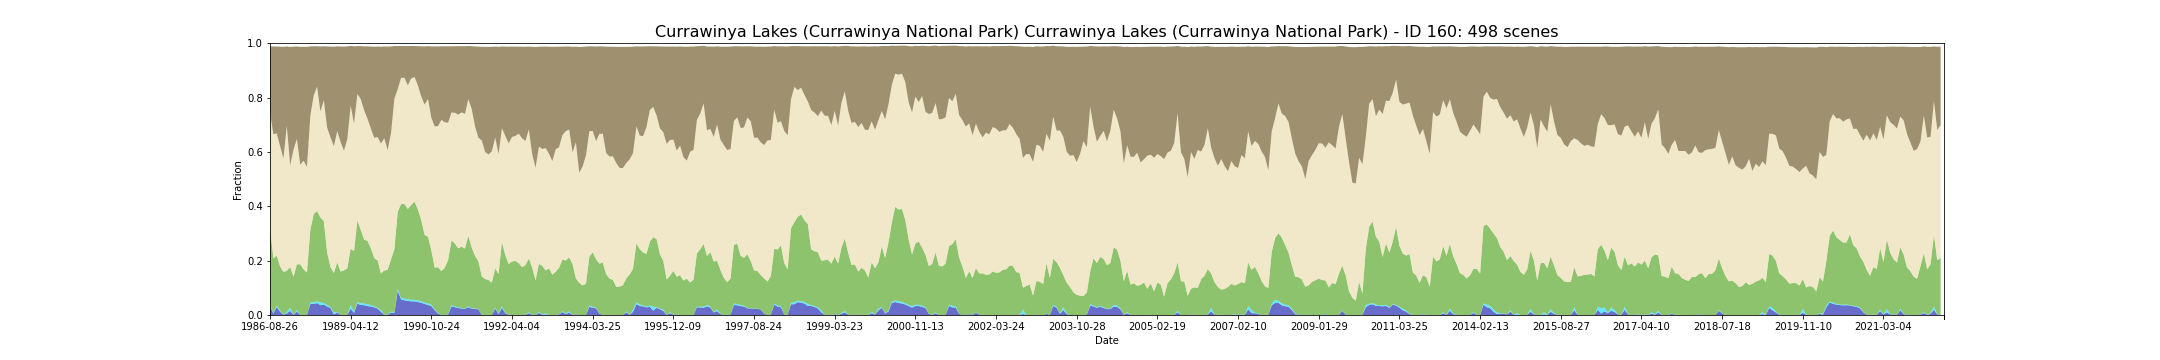 Currawinya Lakes (Currawinya National Park) Currawinya Lakes (Currawinya National Park) - ID 160: 498 scenes
1.0
0.8
0.6
0.4
0.2
0.0
Fraction
1986-08-26 1989-04-12 1990-10-24 1992-04-04 1994-03-25 1995-12-09 1997-08-24 1999-03-23 2000-11-13 2002-03-24 2003-10-28 2005-02-19 2007-02-10 2009-01-29 2011-03-25 2014-02-13 2015-08-27 2017-04-10 2018-07-18 2019-11-10 2021-03-04
Date